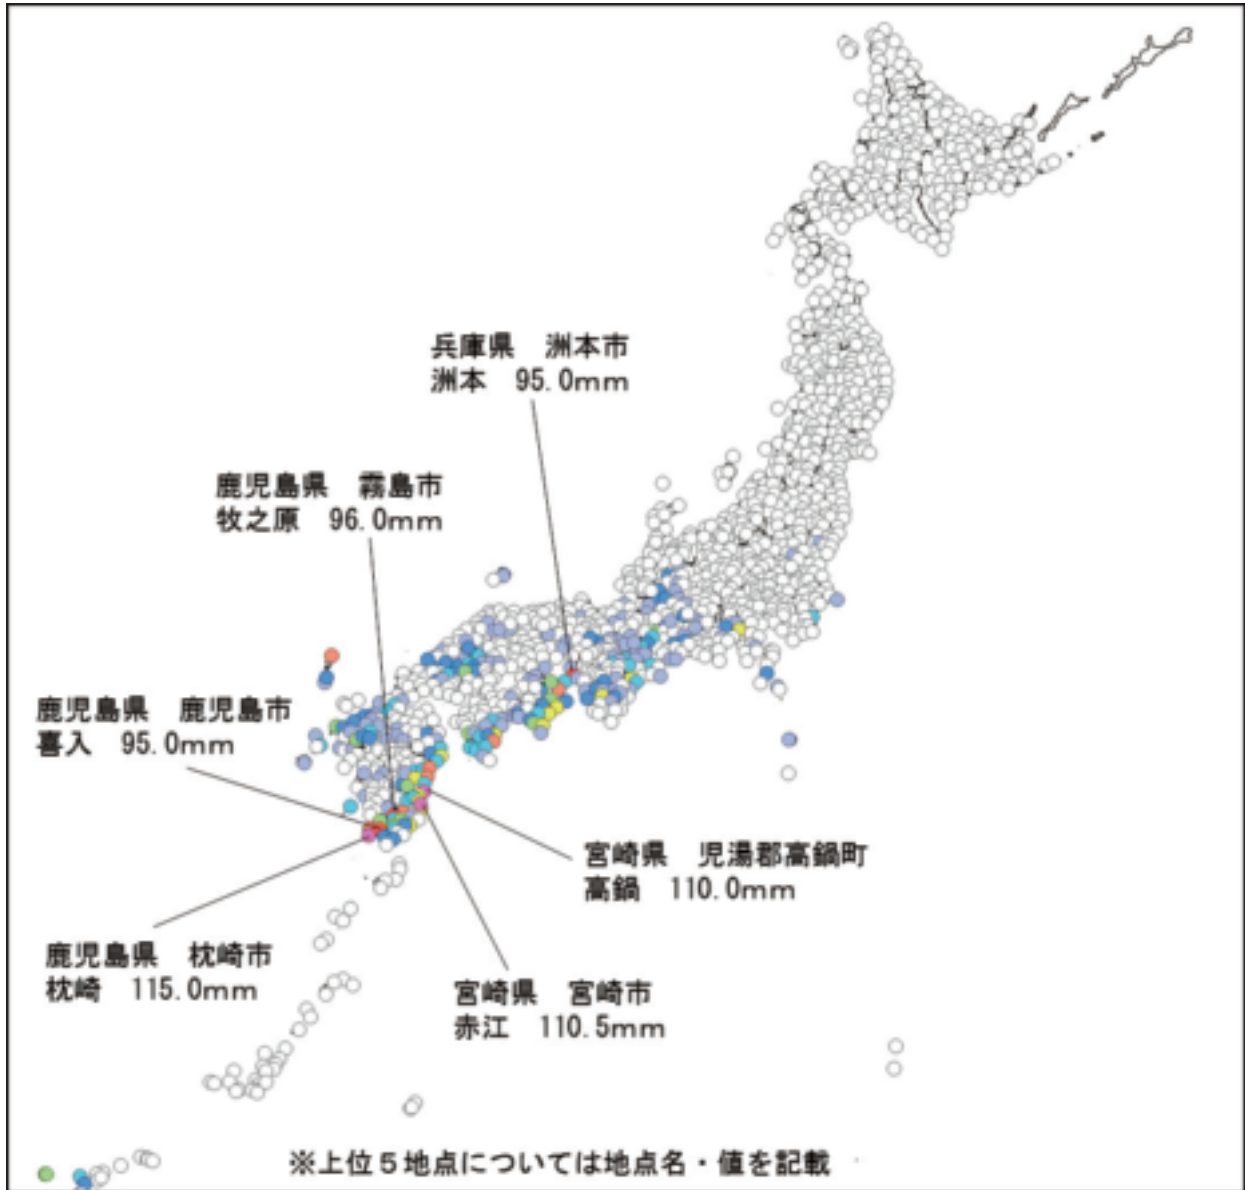 兵庫県　洲本市
洲本　95.0mm
鹿児島県　霧島市
牧之原　96.0mm
鹿児島県　鹿児島市
喜入　95.0mm
宮崎県　児湯郡高鍋町
高鍋　110.0mm
鹿児島県　枕崎市
枕崎　115.0mm
宮崎県　宮崎市
赤江　110.5mm
※上位５地点については地点名・値を記載